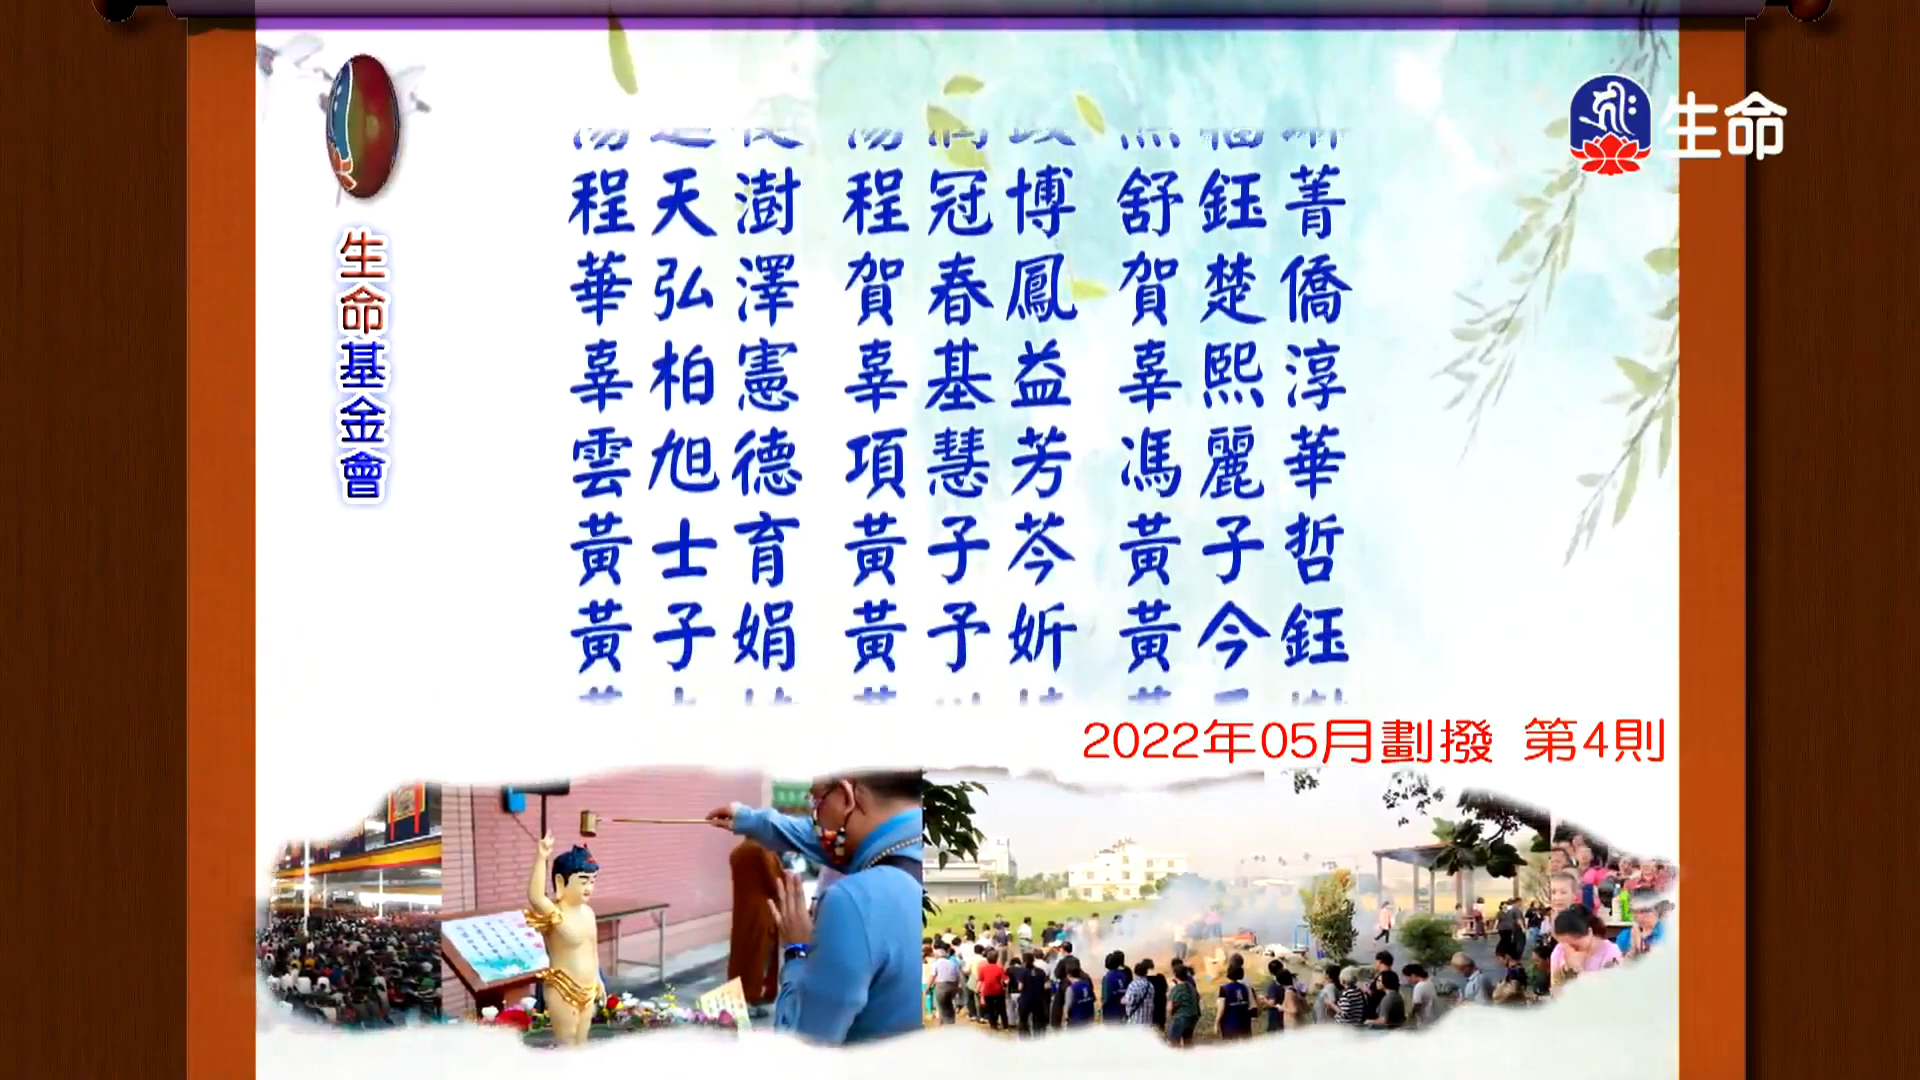 生命
程天澍 程冠博 舒鈺菁
華弘澤 賀春鳳 賀楚僑
辜柏憲 辜基益 辜熙淳
雲旭德 項慧芳 馮麗華
黃士育 黃子芩 黃子哲
黃子娟 黃予妡 黃今鈺
生命基金會
2022年05月劃撥 第4則